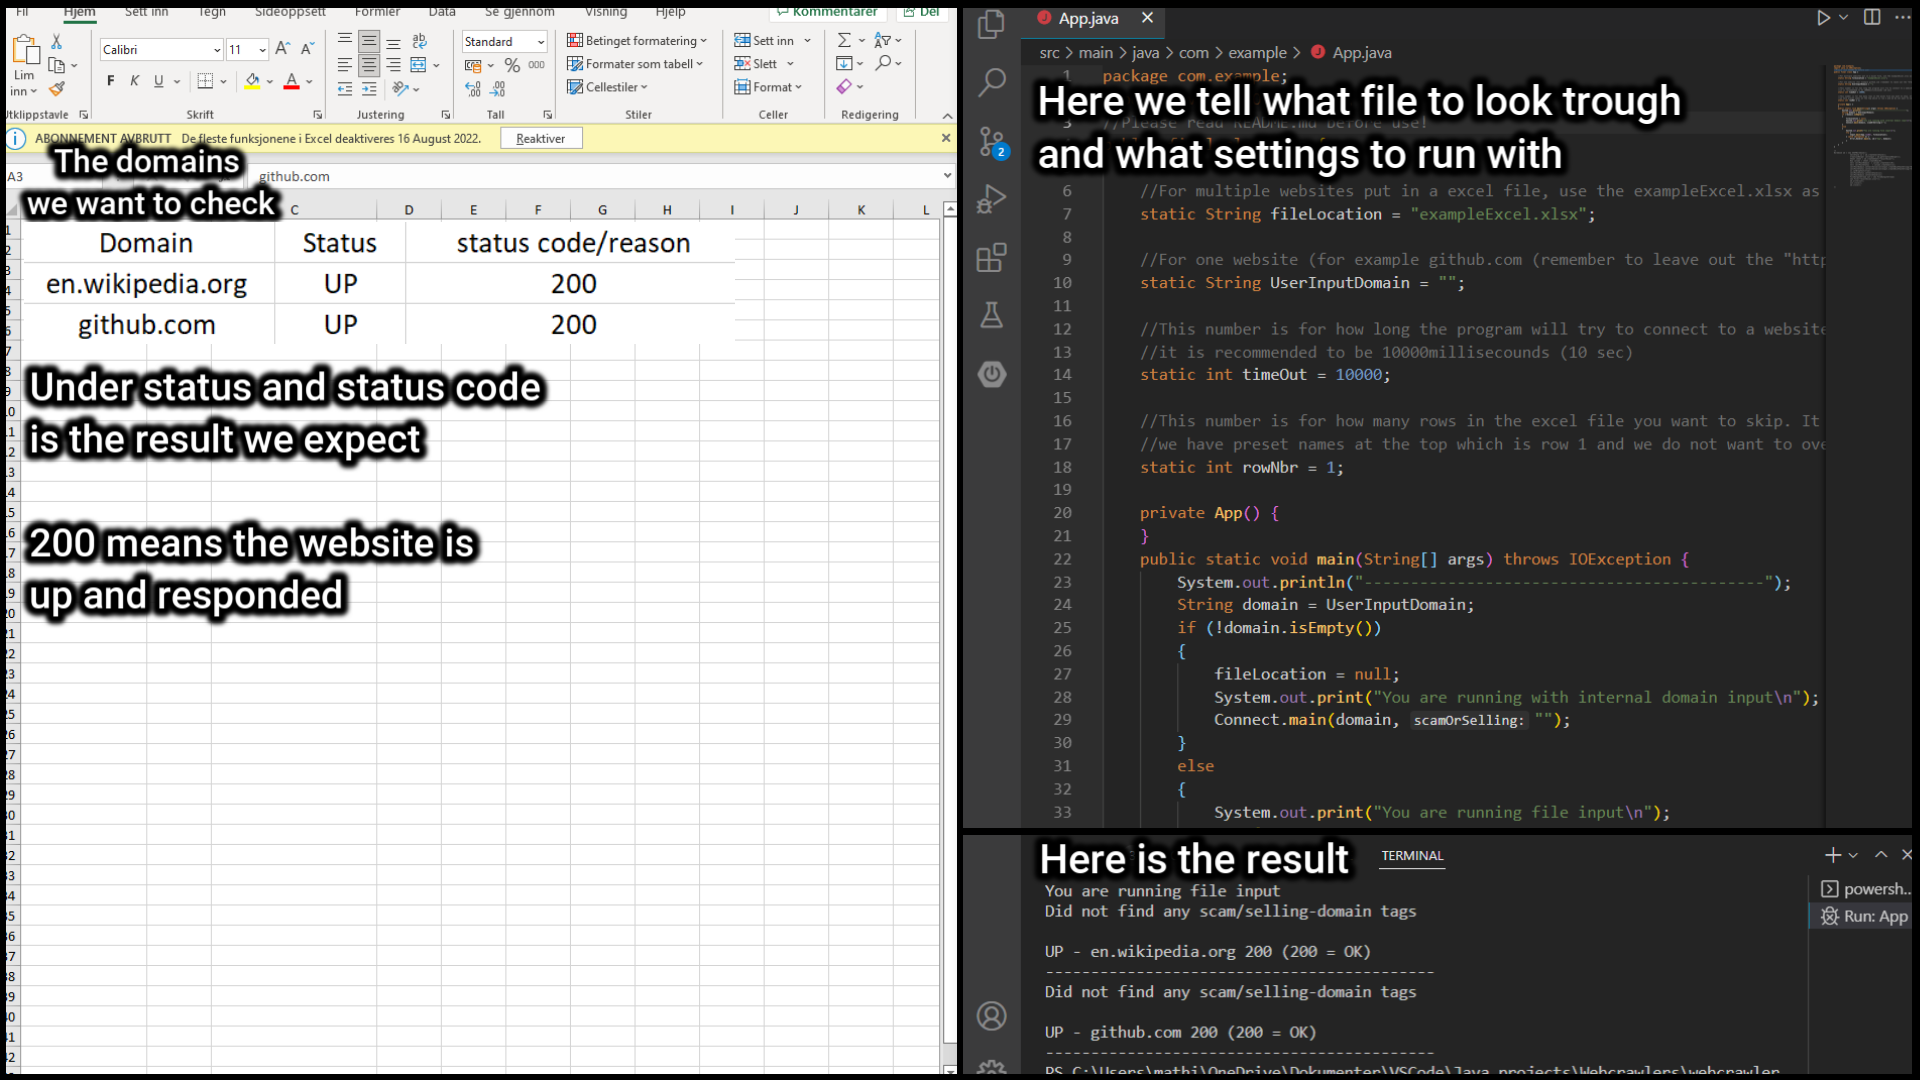 Fil Hjem Sett inn Tegn Sideoppsett Formler Data Se gjennom Visning Hjelp Kommentarer Del
Lim inn
Calibri 11
F K U
Standard
% 000
Betinget formatering
Formater som tabell
Cellestiler
Sett inn
Slett
Format
Utklippstavle Skrift Justering Tall Stiler Celler Redigering
ABONNEMENT AVBRUTT De fleste funksjonene i Excel deaktiveres 16 August 2022. Reaktiver
The domains
we want to check
A3 github.com
C D E F G H I J K L
Domain Status status code/reason
en.wikipedia.org UP 200
github.com UP 200
Under status and status code
is the result we expect
200 means the website is
up and responded
App.java
src > main > java > com > example > App.java
Here we tell what file to look trough
and what settings to run with
1 package com.example;
3 //Please read README.md before use!
6 //For multiple websites put in a excel file, use the exampleExcel.xlsx as
7 static String fileLocation = "exampleExcel.xlsx";
8
9 //For one website (for example github.com (remember to leave out the "http
10 static String UserInputDomain = "";
11
12 //This number is for how long the program will try to connect to a website
13 //it is recommended to be 10000millisecounds (10 sec)
14 static int timeOut = 10000;
15
16 //This number is for how many rows in the excel file you want to skip. It
17 //we have preset names at the top which is row 1 and we do not want to ove
18 static int rowNbr = 1;
19
20 private App() {
21 }
22 public static void main(String[] args) throws IOException {
23 System.out.println("-------------------------------------------");
24 String domain = UserInputDomain;
25 if (!domain.isEmpty())
26 {
27 fileLocation = null;
28 System.out.print("You are running with internal domain input\n");
29 Connect.main(domain, scamOrSelling: "");
30 }
31 else
32 {
33 System.out.print("You are running file input\n");
2
Here is the result
TERMINAL
powersh...
Run: App
You are running file input
Did not find any scam/selling-domain tags
UP - en.wikipedia.org 200 (200 = OK)
-------------------------------------------
Did not find any scam/selling-domain tags
UP - github.com 200 (200 = OK)
-------------------------------------------
PS C:\Users\mathi\OneDrive\Dokumenter\VSCode\Java projects\Webcrawlers\webcrawler